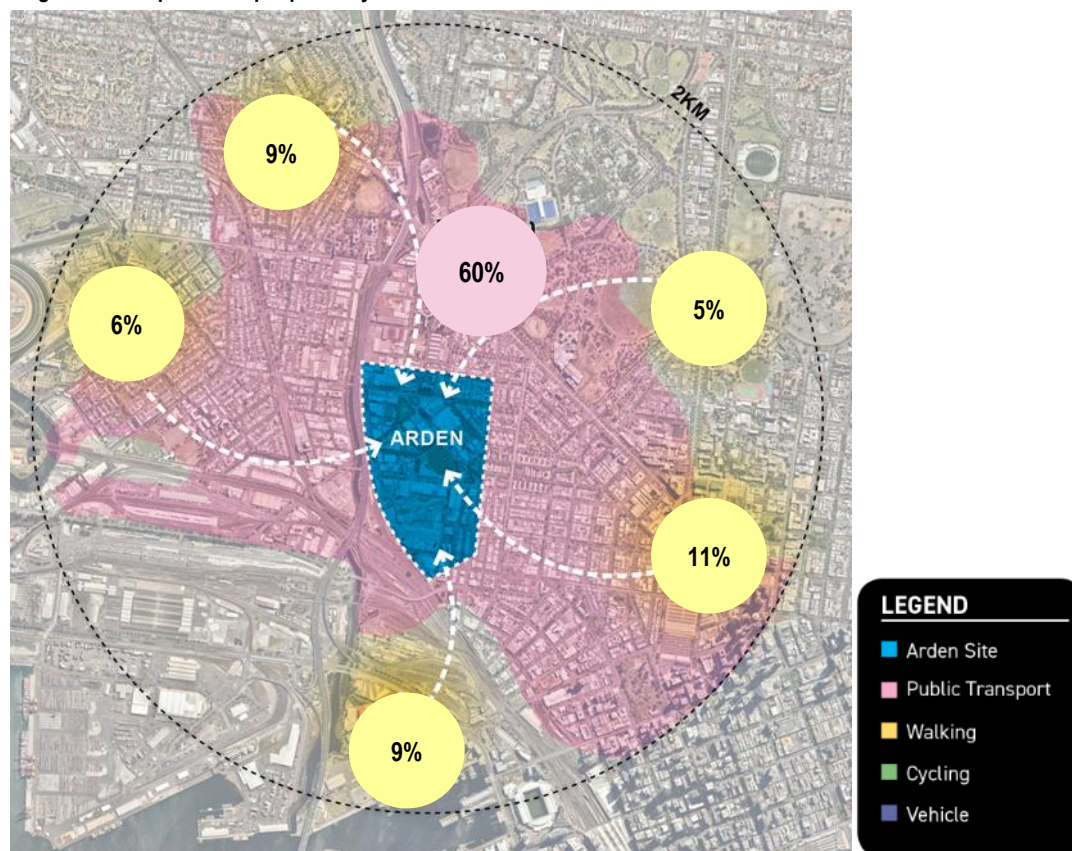 2KM
9%
60%
6%
5%
ARDEN
11%
9%
LEGEND
Arden Site
Public Transport
Walking
Cycling
Vehicle